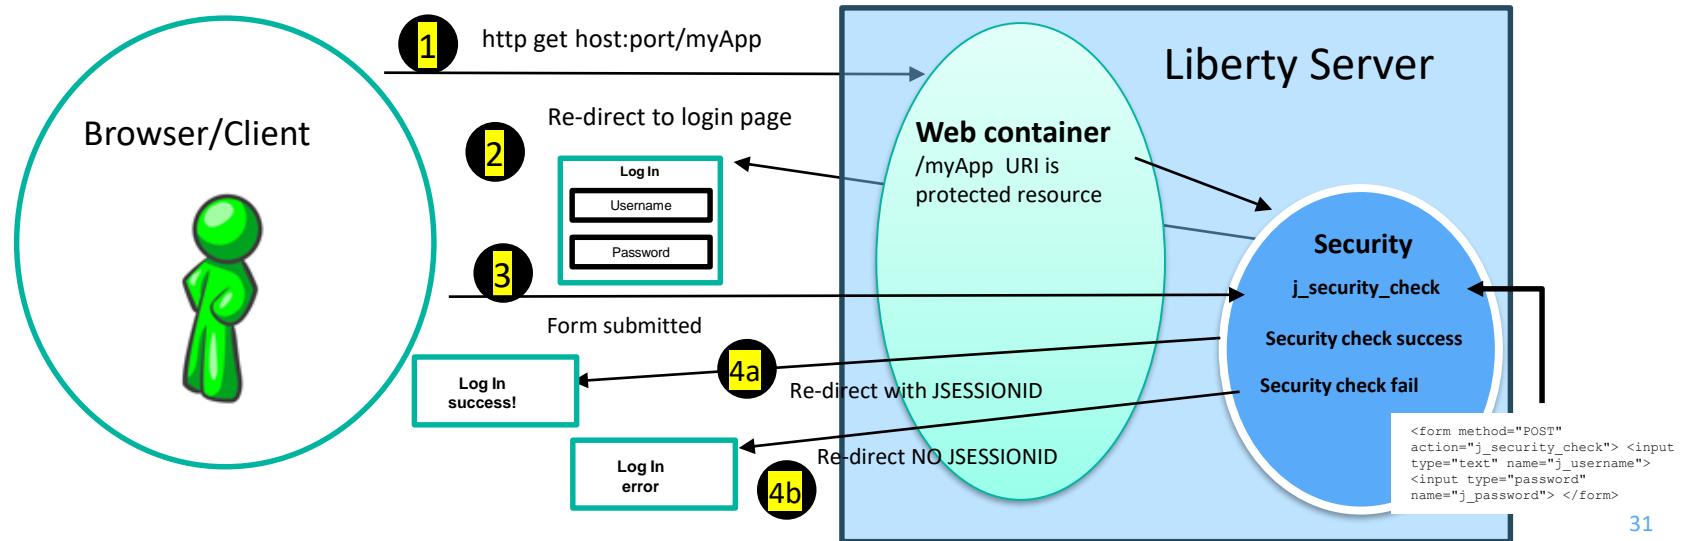 1
http get host:port/myApp
Liberty Server
Browser/Client
Re-direct to login page
2
Log In
Username
Password
Web container
/myApp  URI is
protected resource
Security
j_security_check
3
Form submitted
Security check success
4a
Log In
success!
Re-direct with JSESSIONID
Security check fail
Log In
error
Re-direct NO JSESSIONID
4b
<form method="POST"
action="j_security_check"> <input
type="text" name="j_username">
<input type="password"
name="j_password"> </form>
31